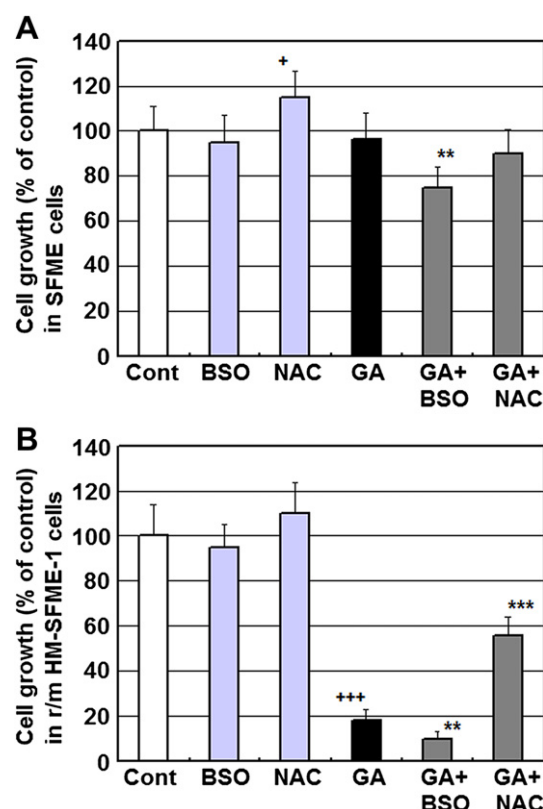 A
Cell growth (% of control)
in SFME cells
140
120
100
80
60
40
20
0
+
**
Cont BSO NAC GA GA+ GA+
BSO NAC
B
Cell growth (% of control)
in r/m HM-SFME-1 cells
140
120
100
80
60
40
20
0
+++
**
***
Cont BSO NAC GA GA+ GA+
BSO NAC